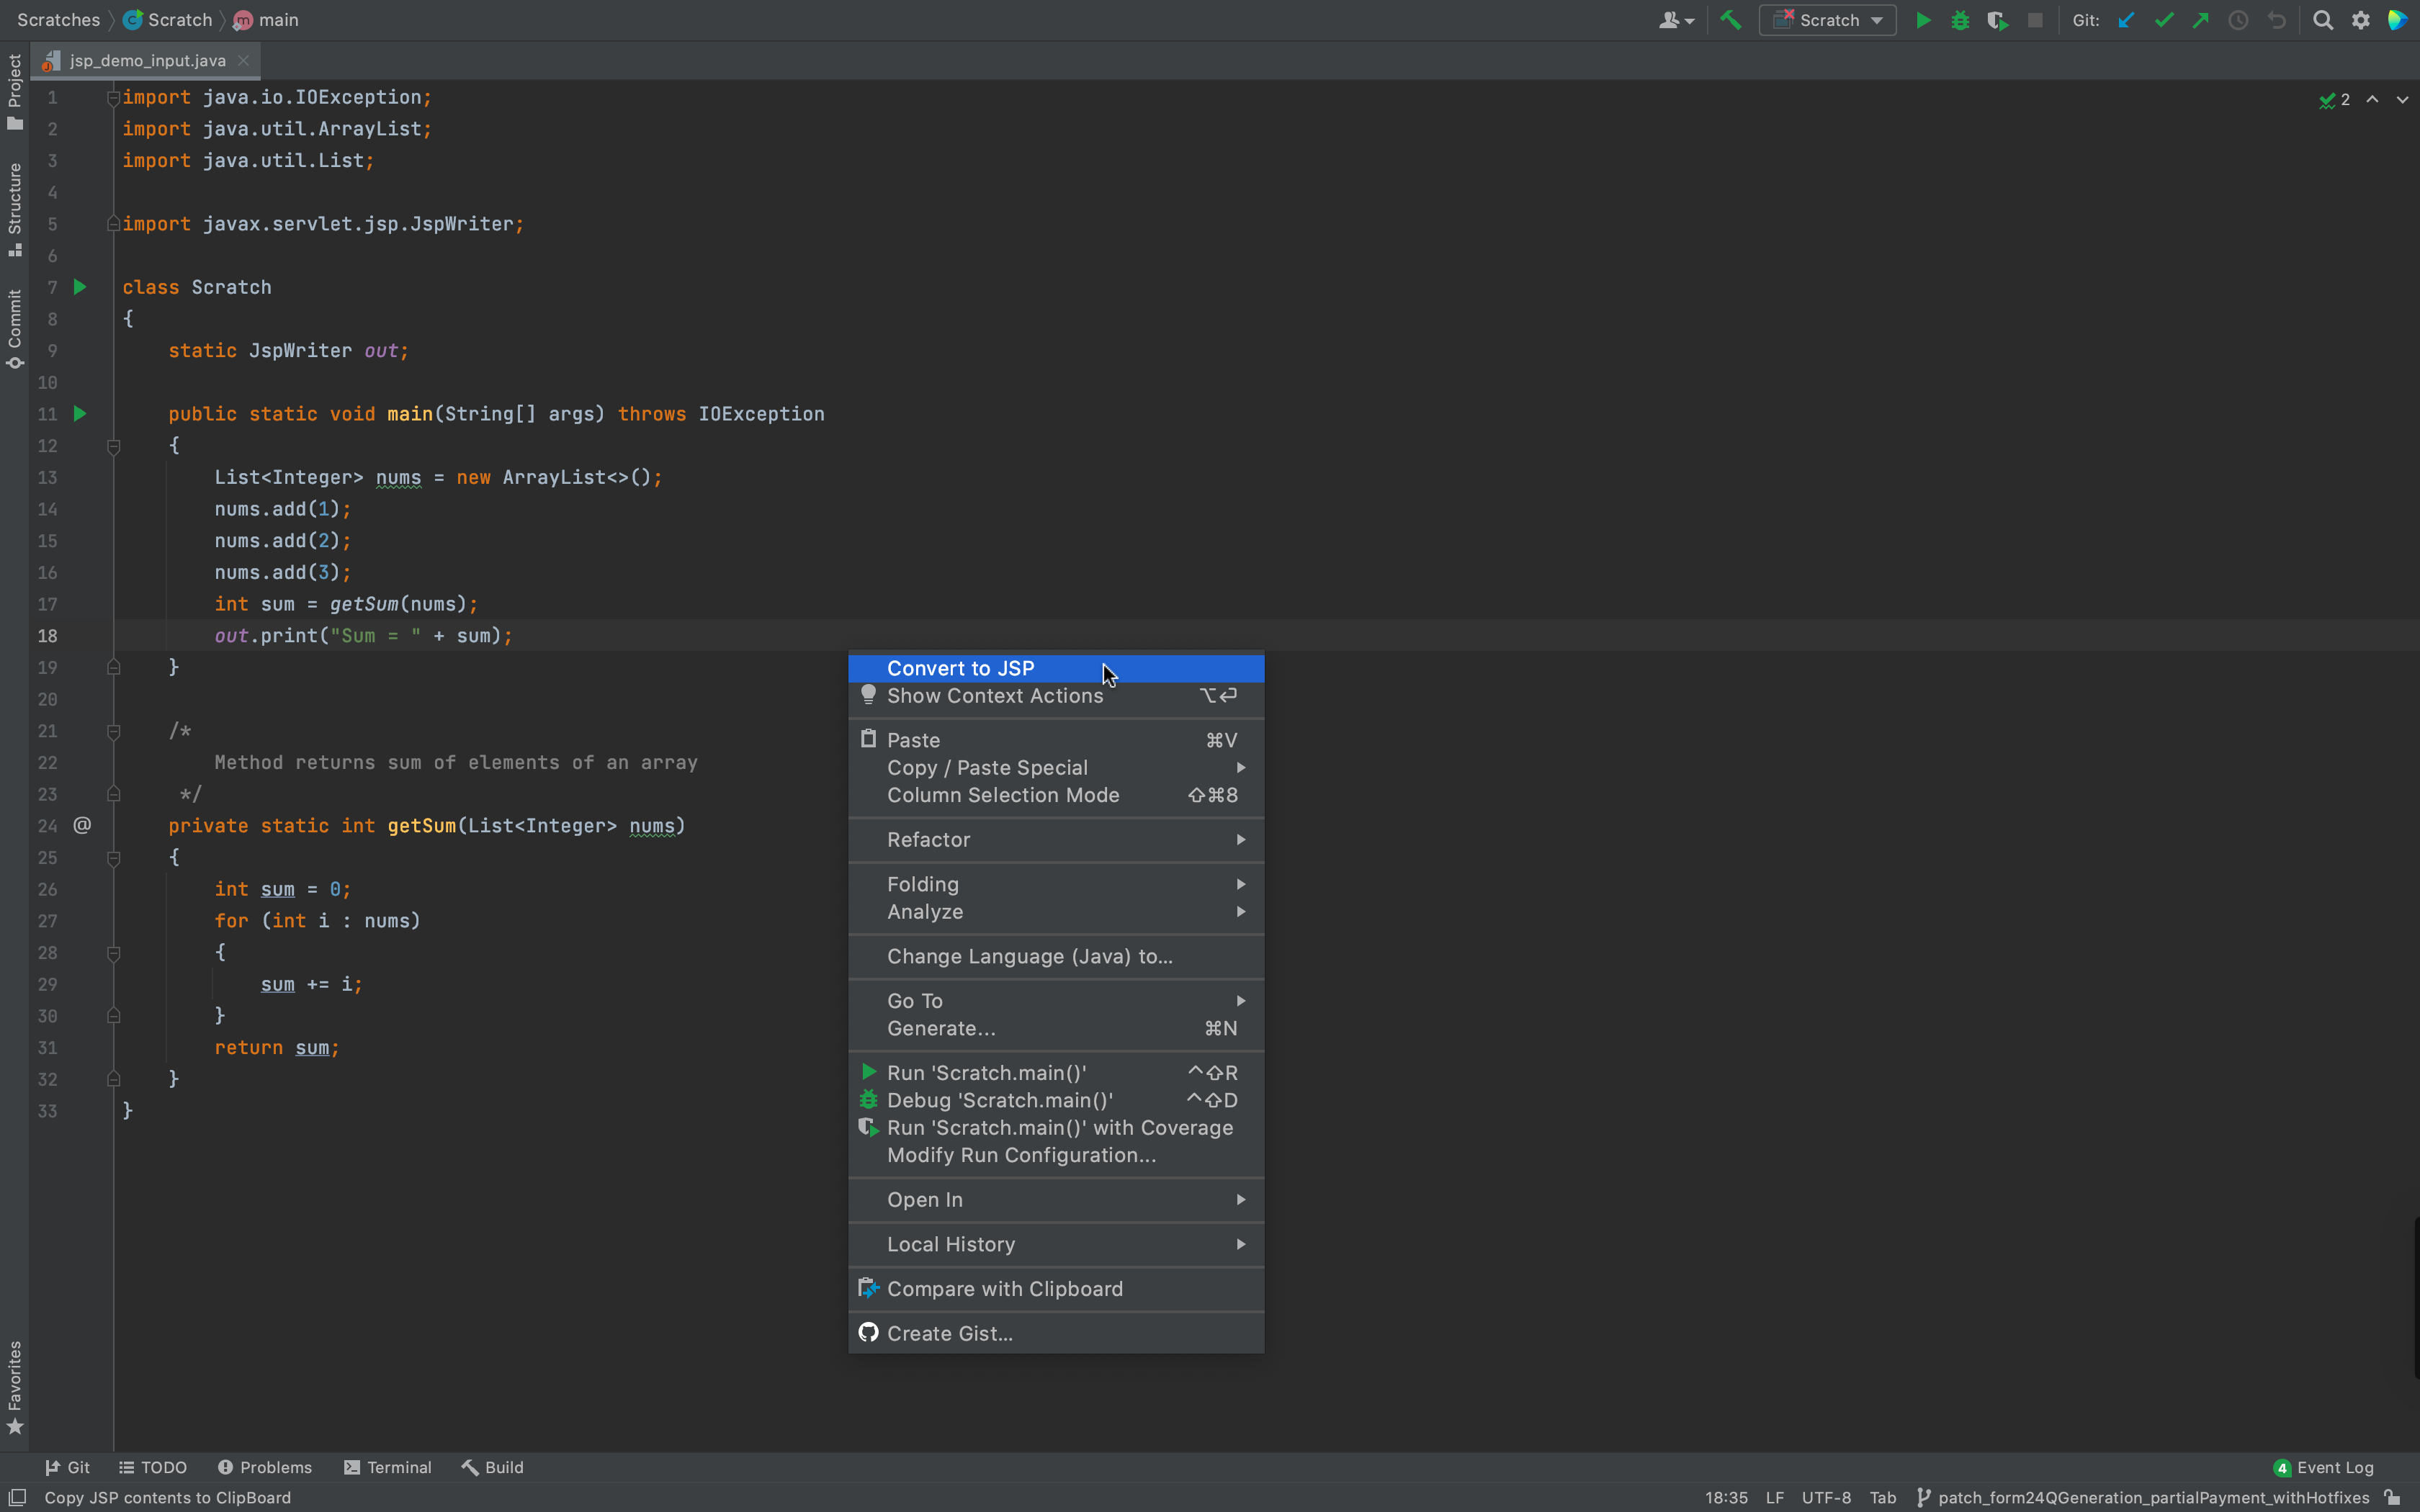 Scratches Scratch main Scratch Git:
jsp_demo_input.java
Project
Structure
Commit
Favorites
2
1 import java.io.IOException;
2 import java.util.ArrayList;
3 import java.util.List;
4
5 import javax.servlet.jsp.JspWriter;
6
7 class Scratch
8 {
9 static JspWriter out;
10
11 public static void main(String[] args) throws IOException
12 {
13 List<Integer> nums = new ArrayList<>();
14 nums.add(1);
15 nums.add(2);
16 nums.add(3);
17 int sum = getSum(nums);
18 out.print("Sum = " + sum);
19 }
20
21 /*
22 Method returns sum of elements of an array
23 */
24 @ private static int getSum(List<Integer> nums)
25 {
26 int sum = 0;
27 for (int i : nums)
28 {
29 sum += i;
30 }
31 return sum;
32 }
33 }
Convert to JSP
Show Context Actions ⌥⏎
Paste ⌘V
Copy / Paste Special
Column Selection Mode ⇧⌘8
Refactor
Folding
Analyze
Change Language (Java) to...
Go To
Generate... ⌘N
Run 'Scratch.main()' ^⇧R
Debug 'Scratch.main()' ^⇧D
Run 'Scratch.main()' with Coverage
Modify Run Configuration...
Open In
Local History
Compare with Clipboard
Create Gist...
Git TODO Problems Terminal Build 4 Event Log
Copy JSP contents to ClipBoard 18:35 LF UTF-8 Tab patch_form24QGeneration_partialPayment_withHotfixes